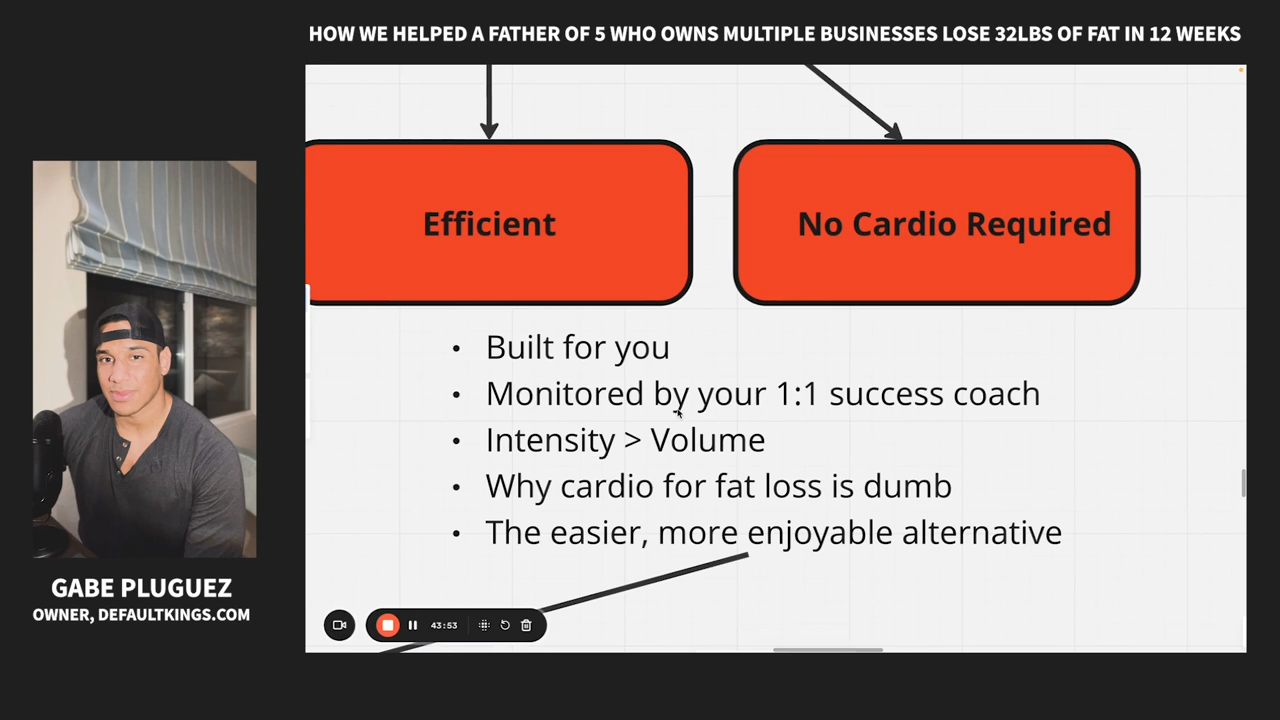 HOW WE HELPED A FATHER OF 5 WHO OWNS MULTIPLE BUSINESSES LOSE 32LBS OF FAT IN 12 WEEKS
Efficient
No Cardio Required
• Built for you
• Monitored by your 1:1 success coach
• Intensity > Volume
• Why cardio for fat loss is dumb
• The easier, more enjoyable alternative
GABE PLUGUEZ
OWNER, DEFAULTKINGS.COM
43:53